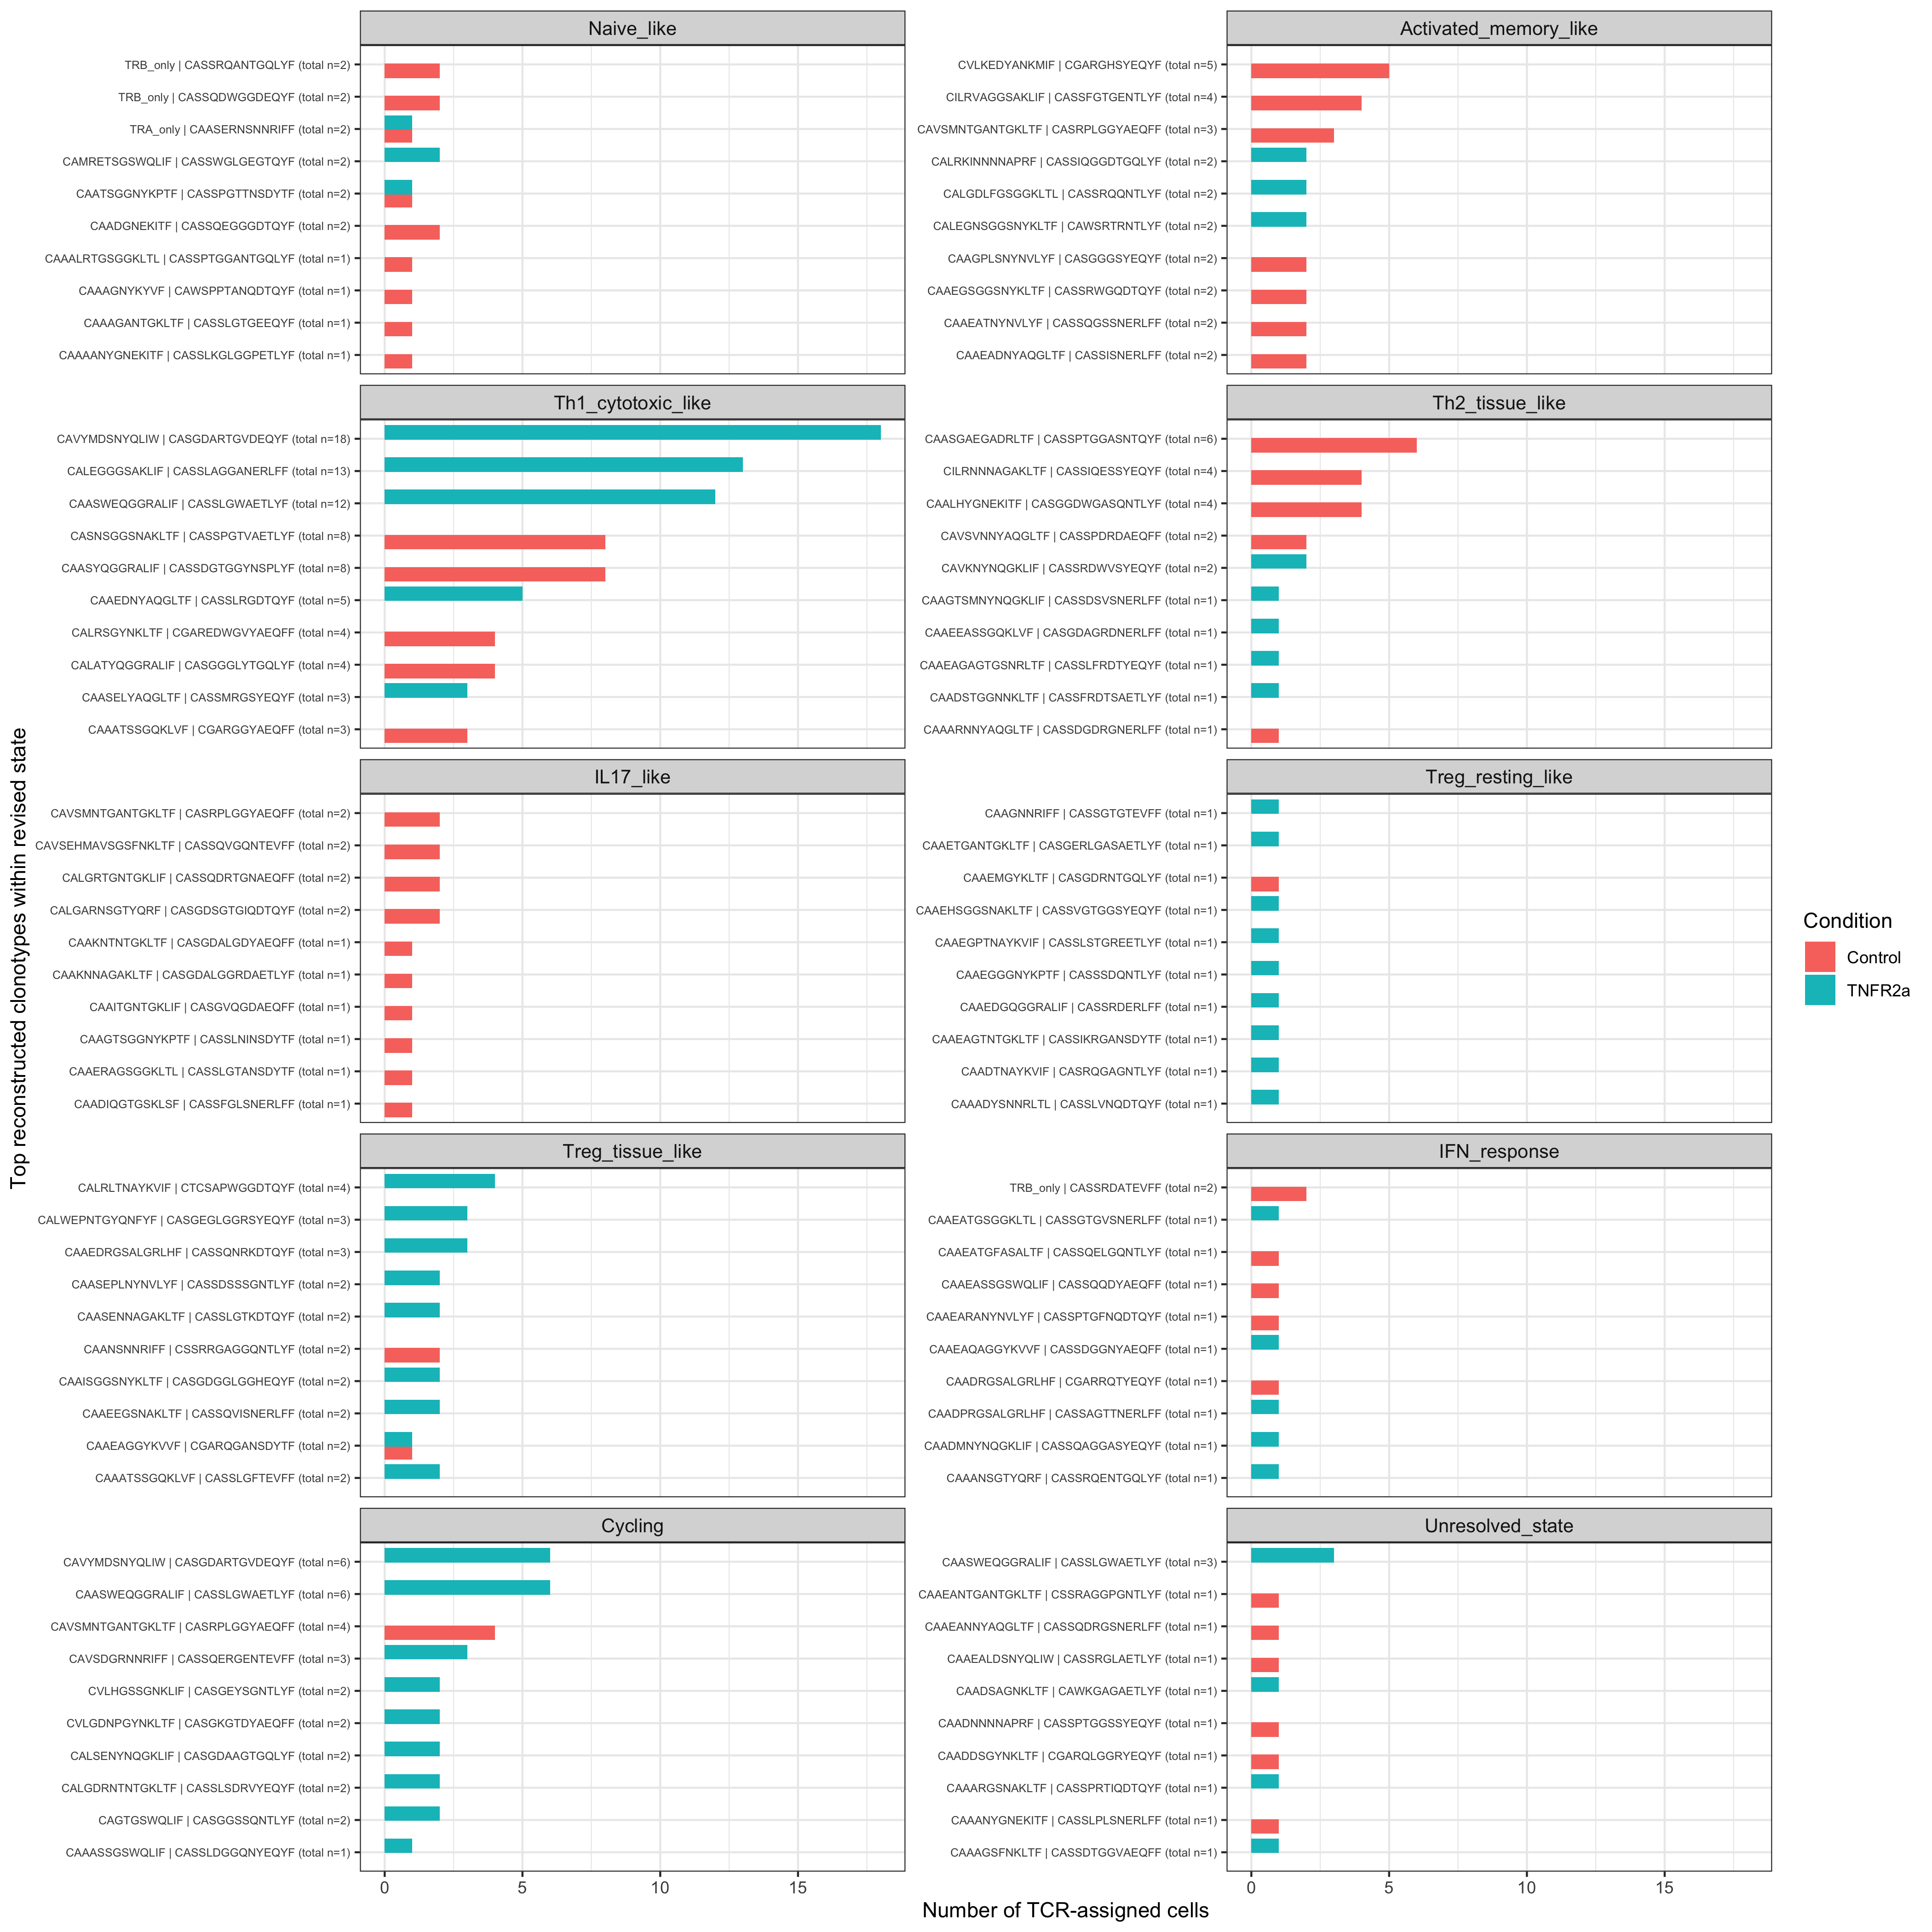 Naive_like
TRB_only | CASSRQANTGQLYF (total n=2)
TRB_only | CASSQDWGGDEQYF (total n=2)
TRA_only | CAASERNSNNRIFF (total n=2)
CAMRETSGSWQLIF | CASSWGLGEGTQYF (total n=2)
CAATSGGNYKPTF | CASSPGTTNSDYTF (total n=2)
CAADGNEKITF | CASSQEGGGDTQYF (total n=2)
CAAALRTGSGGKLTL | CASSPTGGANTGQLYF (total n=1)
CAAAGNYKYVF | CAWSPPTANQDTQYF (total n=1)
CAAAGANTGKLTF | CASSLGTGEEQYF (total n=1)
CAAAANYGNEKITF | CASSLKGLGGPETLYF (total n=1)
Activated_memory_like
CVLKEDYANKMIF | CGARGHSYEQYF (total n=5)
CILRVAGGSAKLIF | CASSFGTGENTLYF (total n=4)
CAVSMNTGANTGKLTF | CASRPLGGYAEQFF (total n=3)
CALRKINNNNAPRF | CASSIQGGDTGQLYF (total n=2)
CALGDLFGSGGKLTL | CASSRQQNTLYF (total n=2)
CALEGNSGGSNYKLTF | CAWSRTRNTLYF (total n=2)
CAAGPLSNYNVLYF | CASGGGSYEQYF (total n=2)
CAAEGSGGSNYKLTF | CASSRWGQDTQYF (total n=2)
CAAEATNYNVLYF | CASSQGSSNERLFF (total n=2)
CAAEADNYAQGLTF | CASSISNERLFF (total n=2)
Th1_cytotoxic_like
CAVYMDSNYQLIW | CASGDARTGVDEQYF (total n=18)
CALEGGGSAKLIF | CASSLAGGANERLFF (total n=13)
CAASWEQGGRALIF | CASSLGWAETLYF (total n=12)
CASNSGGSNAKLTF | CASSPGTVAETLYF (total n=8)
CAASYQGGRALIF | CASSDGTGGYNSPLYF (total n=8)
CAAEDNYAQGLTF | CASSLRGDTQYF (total n=5)
CALRSGYNKLTF | CGAREDWGVYAEQFF (total n=4)
CALATYQGGRALIF | CASGGGLYTGQLYF (total n=4)
CAASELYAQGLTF | CASSMRGSYEQYF (total n=3)
CAAATSSGQKLVF | CGARGGYAEQFF (total n=3)
Th2_tissue_like
CAASGAEGADRLTF | CASSPTGGASNTQYF (total n=6)
CILRNNNAGAKLTF | CASSIQESSYEQYF (total n=4)
CAALHYGNEKITF | CASGGDWGASQNTLYF (total n=4)
CAVSVNNYAQGLTF | CASSPDRDAEQFF (total n=2)
CAVKNYNQGKLIF | CASSRDWVSYEQYF (total n=2)
CAAGTSMNYNQGKLIF | CASSDSVSNERLFF (total n=1)
CAAEEASSGQKLVF | CASGDAGRDNERLFF (total n=1)
CAAEAGAGTGSNRLTF | CASSLFRDTYEQYF (total n=1)
CAADSTGGNNKLTF | CASSFRDTSAETLYF (total n=1)
CAAARNNYAQGLTF | CASSDGDRGNERLFF (total n=1)
IL17_like
CAVSMNTGANTGKLTF | CASRPLGGYAEQFF (total n=2)
CAVSEHMAVSGSFNKLTF | CASSQVGQNTEVFF (total n=2)
CALGRTGNTGKLIF | CASSQDRTGNAEQFF (total n=2)
CALGARNSGTYQRF | CASGDSGTGIQDTQYF (total n=2)
CAAKNTNTGKLTF | CASGDALGDYAEQFF (total n=1)
CAAKNNAGAKLTF | CASGDALGGRDAETLYF (total n=1)
CAAITGNTGKLIF | CASGVQGDAEQFF (total n=1)
CAAGTSGGNYKPTF | CASSLNINSDYTF (total n=1)
CAAERAGSGGKLTL | CASSLGTANSDYTF (total n=1)
CAADIQGTGSKLSF | CASSFGLSNERLFF (total n=1)
Treg_resting_like
CAAGNNRIFF | CASSGTGTEVFF (total n=1)
CAAETGANTGKLTF | CASGERLGASAETLYF (total n=1)
CAAEMGYKLTF | CASGDRNTGQLYF (total n=1)
CAAEHSGGSNAKLTF | CASSVGTGGSYEQYF (total n=1)
CAAEGPTNAYKVIF | CASSLSTGREETLYF (total n=1)
CAAEGGGNYKPTF | CASSSDQNTLYF (total n=1)
CAAEDGQGGRALIF | CASSRDERLFF (total n=1)
CAAEAGTNTGKLTF | CASSIKRGANSDYTF (total n=1)
CAADTNAYKVIF | CASRQGAGNTLYF (total n=1)
CAAADYSNNRLTL | CASSLVNQDTQYF (total n=1)
Treg_tissue_like
CALRLTNAYKVIF | CTCSAPWGGDTQYF (total n=4)
CALWEPNTGYQNFYF | CASGEGLGGRSYEQYF (total n=3)
CAAEDRGSALGRLHF | CASSQNRKDTQYF (total n=3)
CAASEPLNYNVLYF | CASSDSSSGNTLYF (total n=2)
CAASENNAGAKLTF | CASSLGTKDTQYF (total n=2)
CAANSNNRIFF | CSSRRGAGGQNTLYF (total n=2)
CAAISGGSNYKLTF | CASGDGGLGGHEQYF (total n=2)
CAAEEGSNAKLTF | CASSQVISNERLFF (total n=2)
CAAEAGGYKVVF | CGARQGANSDYTF (total n=2)
CAAATSSGQKLVF | CASSLGFTEVFF (total n=2)
IFN_response
TRB_only | CASSRDATEVFF (total n=2)
CAAEATGSGGKLTL | CASSGTGVSNERLFF (total n=1)
CAAEATGFASALTF | CASSQELGQNTLYF (total n=1)
CAAEASSGSWQLIF | CASSQQDYAEQFF (total n=1)
CAAEARANYNVLYF | CASSPTGFNQDTQYF (total n=1)
CAAEAQAGGYKVVF | CASSDGGNYAEQFF (total n=1)
CAADRGSALGRLHF | CGARRQTYEQYF (total n=1)
CAADPRGSALGRLHF | CASSAGTTNERLFF (total n=1)
CAADMNYNQGKLIF | CASSQAGGASYEQYF (total n=1)
CAAANSGTYQRF | CASSRQENTGQLYF (total n=1)
Cycling
CAVYMDSNYQLIW | CASGDARTGVDEQYF (total n=6)
CAASWEQGGRALIF | CASSLGWAETLYF (total n=6)
CAVSMNTGANTGKLTF | CASRPLGGYAEQFF (total n=4)
CAVSDGRNNRIFF | CASSQERGENTEVFF (total n=3)
CVLHGSSGNKLIF | CASGEYSGNTLYF (total n=2)
CVLGDNPGYNKLTF | CASGKGTDYAEQFF (total n=2)
CALSENYNQGKLIF | CASGDAAGTGQLYF (total n=2)
CALGDRNTNTGKLTF | CASSLSDRVYEQYF (total n=2)
CAGTGSWQLIF | CASGGSSQNTLYF (total n=2)
CAAASSGSWQLIF | CASSLDGGQNYEQYF (total n=1)
0 5 10 15
Unresolved_state
CAASWEQGGRALIF | CASSLGWAETLYF (total n=3)
CAAEANTGANTGKLTF | CSSRAGGPGNTLYF (total n=1)
CAAEANNYAQGLTF | CASSQDRGSNERLFF (total n=1)
CAAEALDSNYQLIW | CASSRGLAETLYF (total n=1)
CAADSAGNKLTF | CAWKGAGAETLYF (total n=1)
CAADNNNNAPRF | CASSPTGGSSYEQYF (total n=1)
CAADDSGYNKLTF | CGARQLGGRYEQYF (total n=1)
CAAARGSNAKLTF | CASSPRTIQDTQYF (total n=1)
CAAANYGNEKITF | CASSLPLSNERLFF (total n=1)
CAAAGSFNKLTF | CASSDTGGVAEQFF (total n=1)
0 5 10 15
Number of TCR-assigned cells
Top reconstructed clonotypes within revised state
Condition
Control
TNFR2a